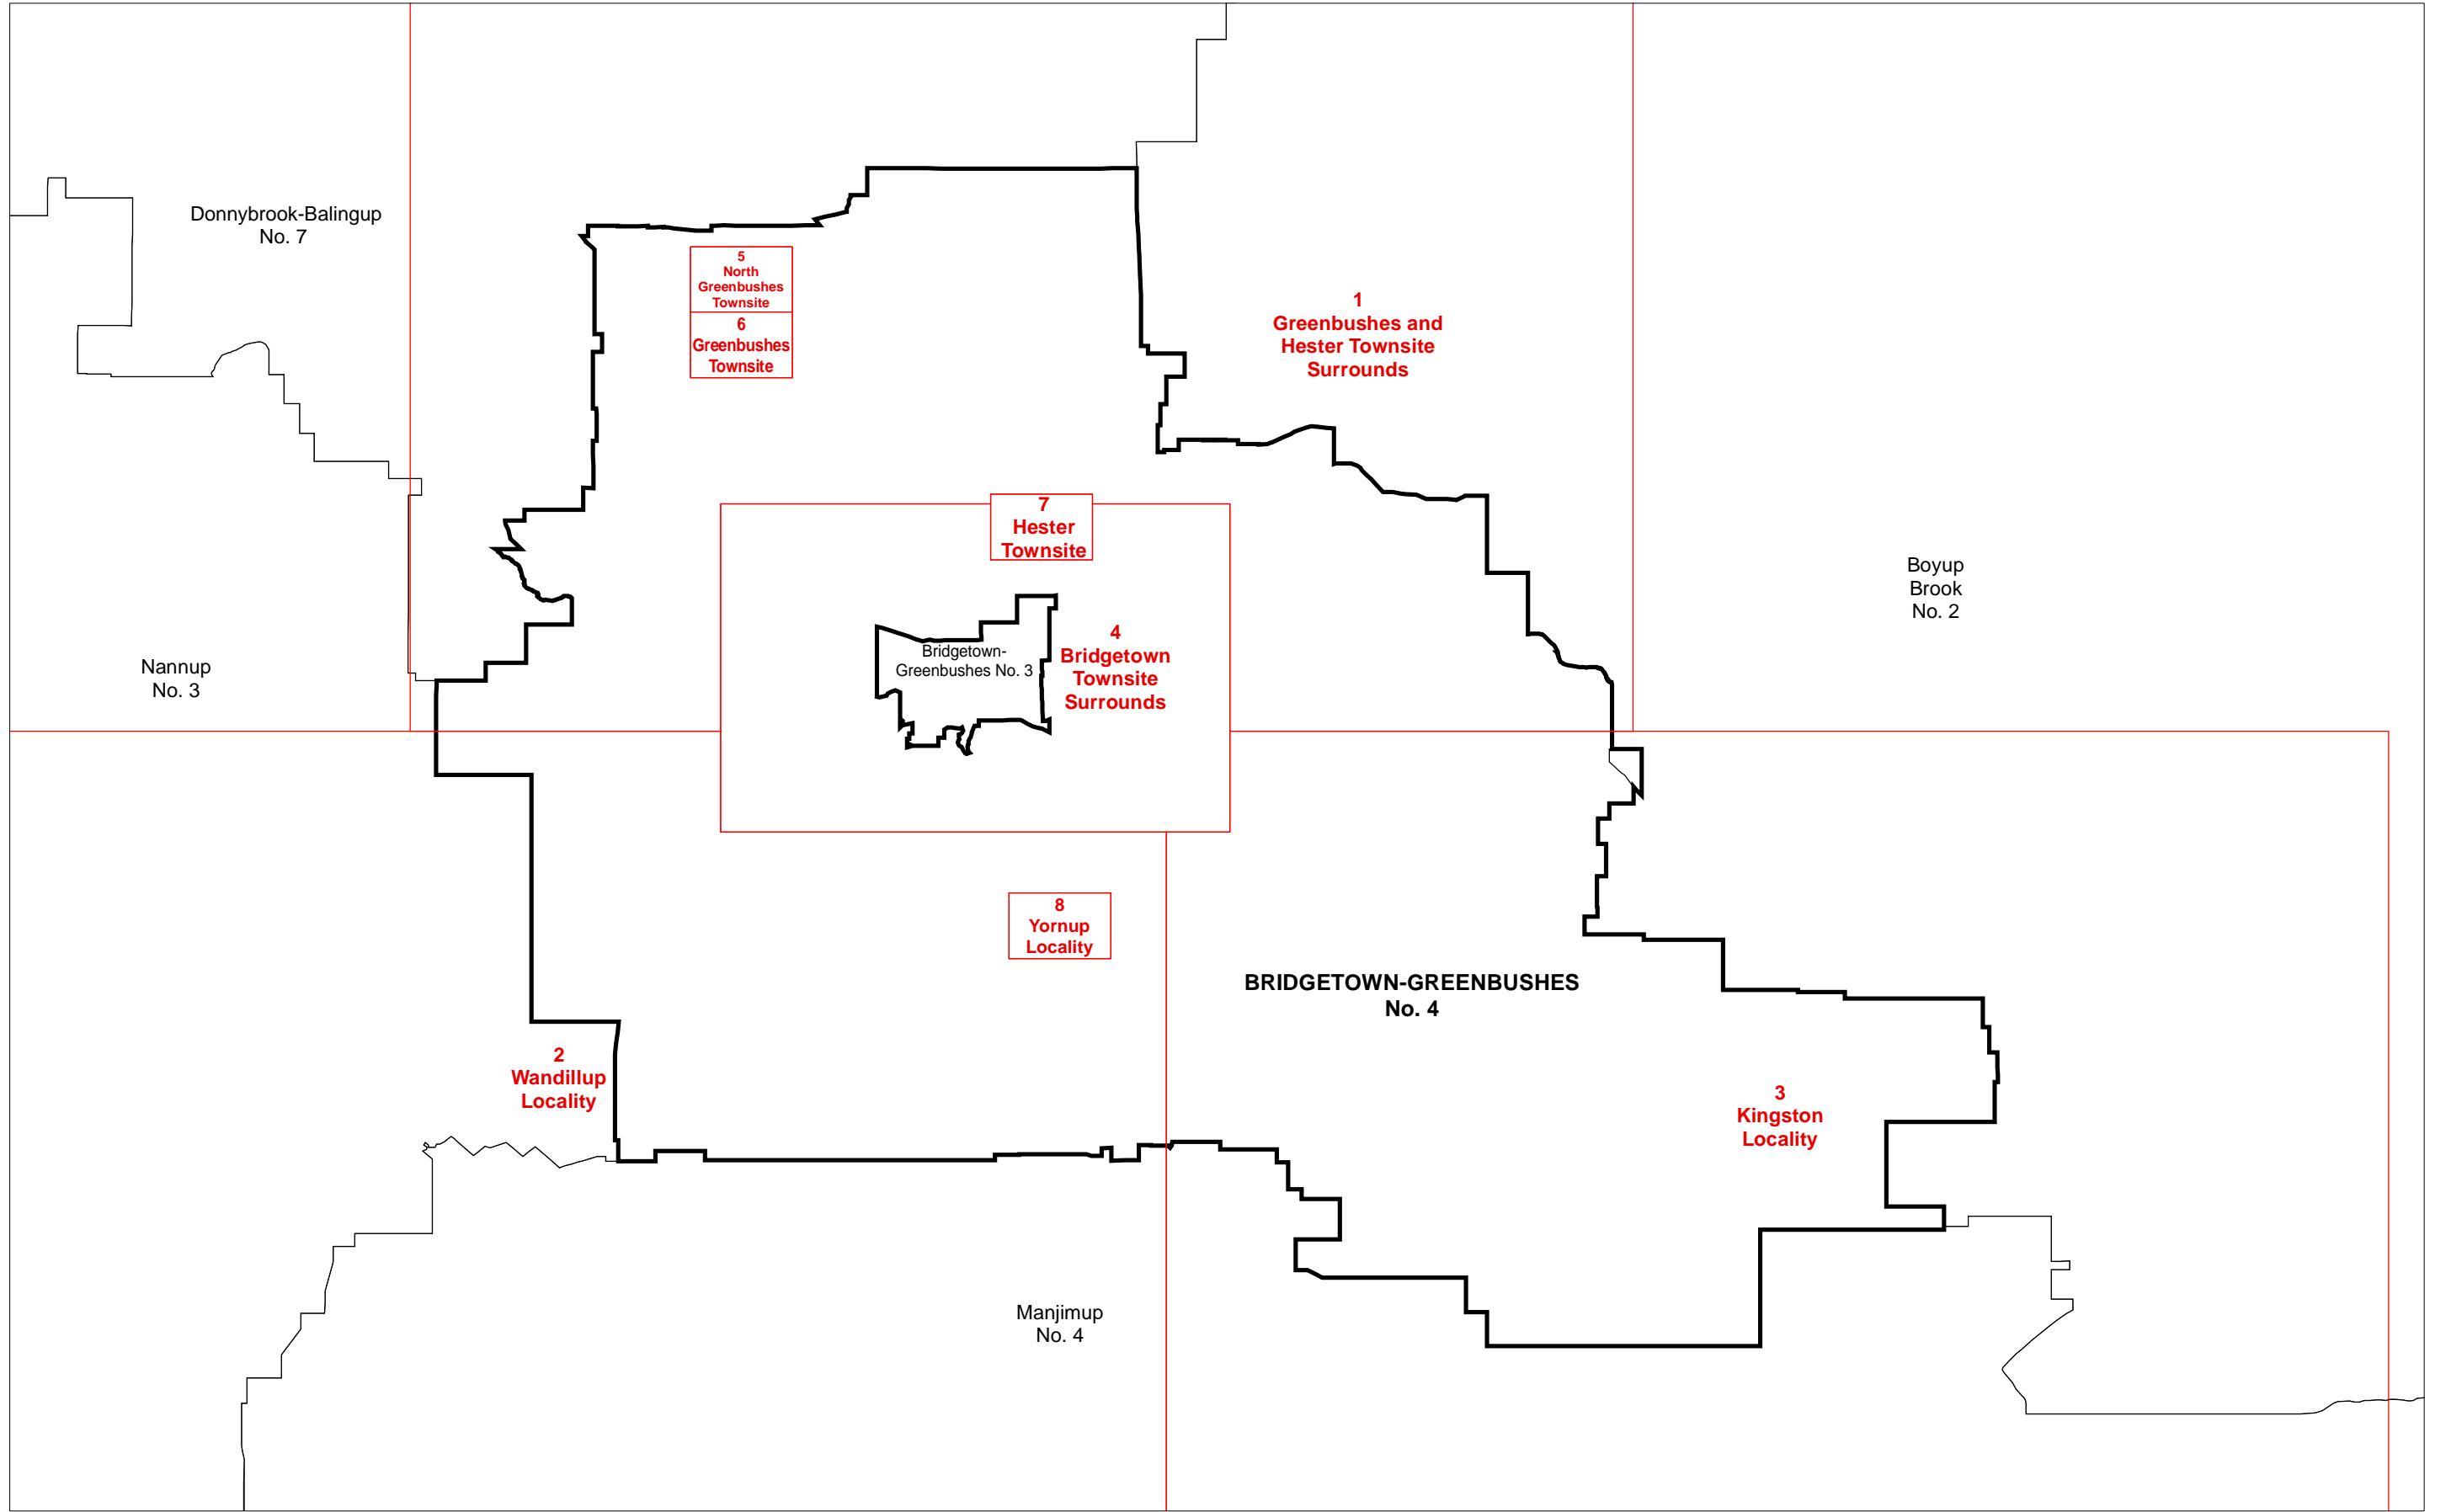 Donnybrook-Balingup
No. 7
5
North
Greenbushes
Townsite
6
Greenbushes
Townsite
1
Greenbushes and
Hester Townsite
Surrounds
7
Hester
Townsite
Boyup
Brook
No. 2
Nannup
No. 3
Bridgetown-
Greenbushes No. 3
4
Bridgetown
Townsite
Surrounds
8
Yornup
Locality
BRIDGETOWN-GREENBUSHES
No. 4
2
Wandillup
Locality
3
Kingston
Locality
Manjimup
No. 4